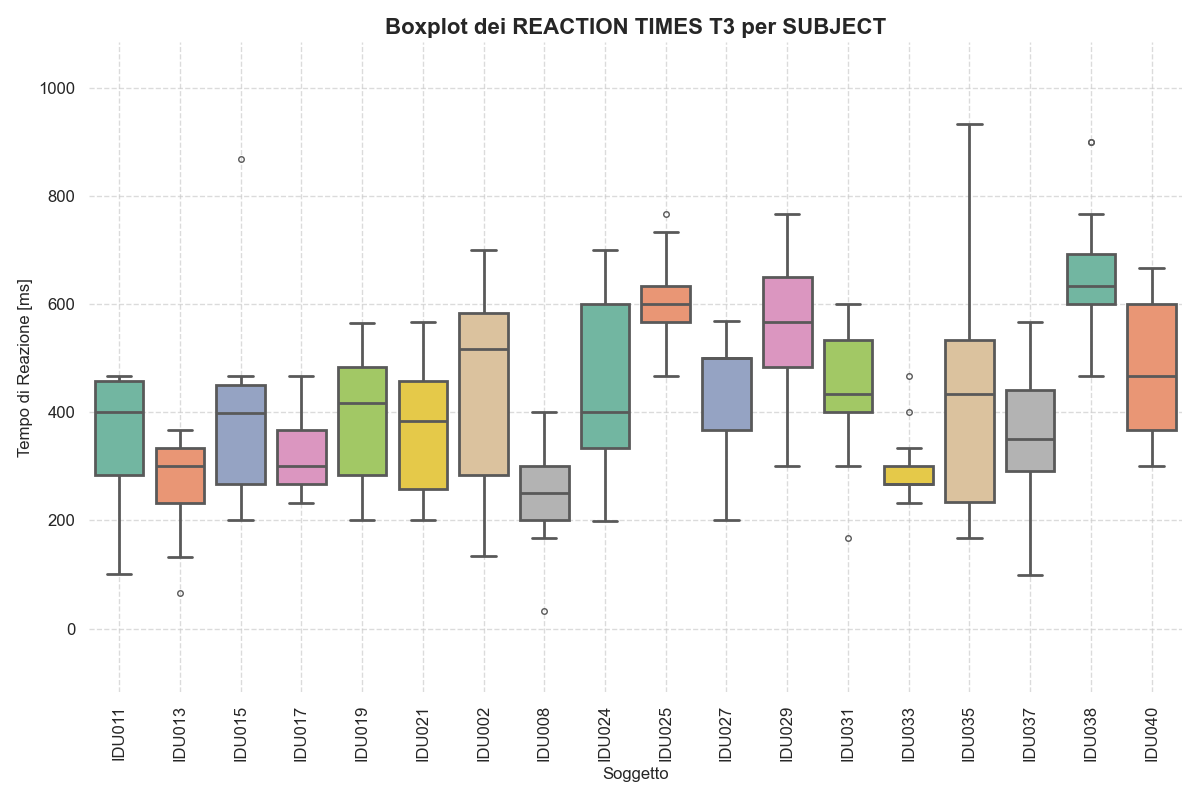 Boxplot dei REACTION TIMES T3 per SUBJECT
Tempo di Reazione [ms]
1000
800
600
400
200
0
IDU011
IDU013
IDU015
IDU017
IDU019
IDU021
IDU002
IDU008
IDU024
IDU025
IDU027
IDU029
IDU031
IDU033
IDU035
IDU037
IDU038
IDU040
Soggetto